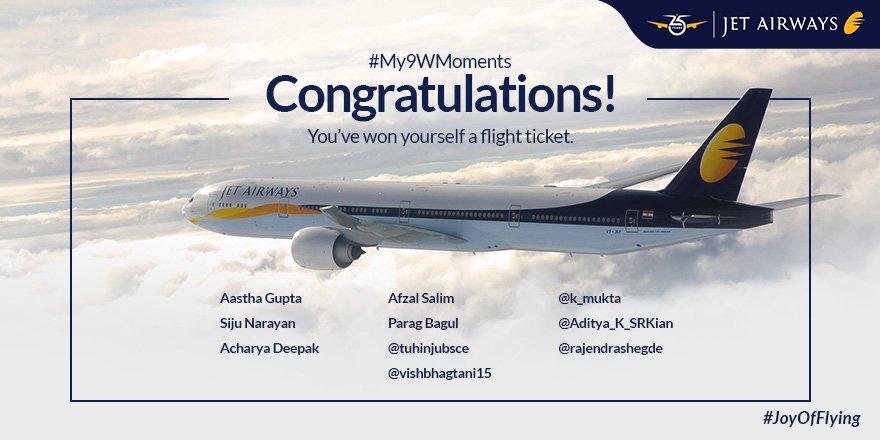 25
JET AIRWAYS
#My9WMoments
Congratulations!
You've won yourself a flight ticket.
JET AIRWAYS
Aastha Gupta
Siju Narayan
Acharya Deepak
Afzal Salim
Parag Bagul
@tuhinjubsce
@vishbhagtani15
@k_mukta
@Aditya_K_SRKian
@rajendrashegde
#JoyOfFlying